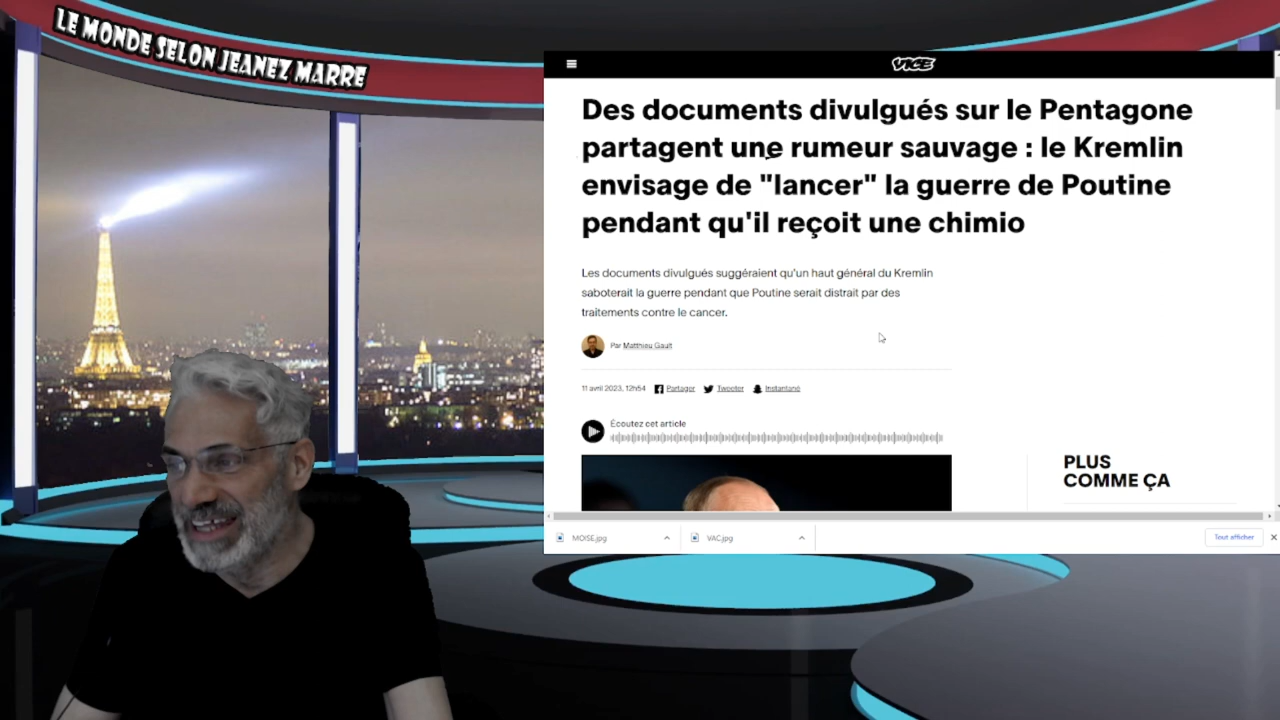 LE MONDE SELON JEANEZ MARRE
VICE
Des documents divulgués sur le Pentagone
partagent une rumeur sauvage : le Kremlin
envisage de "lancer" la guerre de Poutine
pendant qu'il reçoit une chimio
Les documents divulgués suggéraient qu'un haut général du Kremlin
saboterait la guerre pendant que Poutine serait distrait par des
traitements contre le cancer.
Par Matthieu Gault
11 avril 2023, 12h54 Partager Tweeter Instantané
Écoutez cet article
PLUS
COMME ÇA
MOISE.jpg VAC.jpg Tout afficher